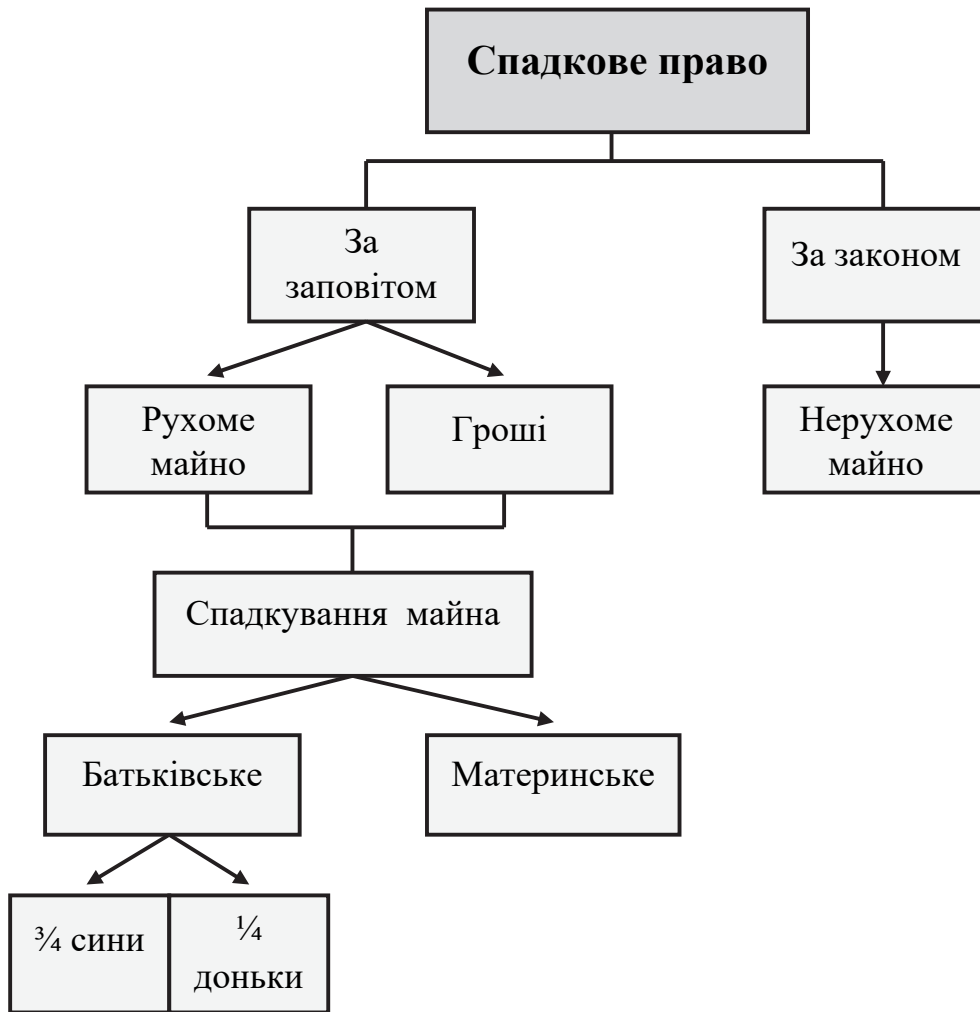 Спадкове право
За
заповітом
За законом
Рухоме
майно
Гроші
Нерухоме
майно
Спадкування майна
Батьківське
Материнське
¾ сини
¼
доньки